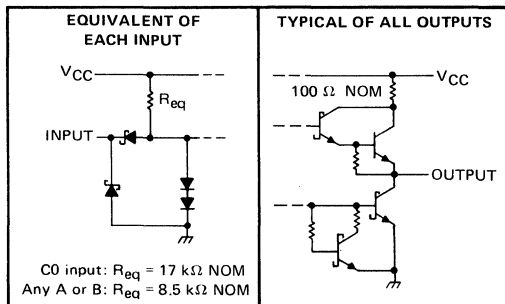 EQUIVALENT OF
EACH INPUT
VCC
Req
INPUT
C0 input: Req = 17 kΩ NOM
Any A or B: Req = 8.5 kΩ NOM
TYPICAL OF ALL OUTPUTS
VCC
100 Ω NOM
OUTPUT